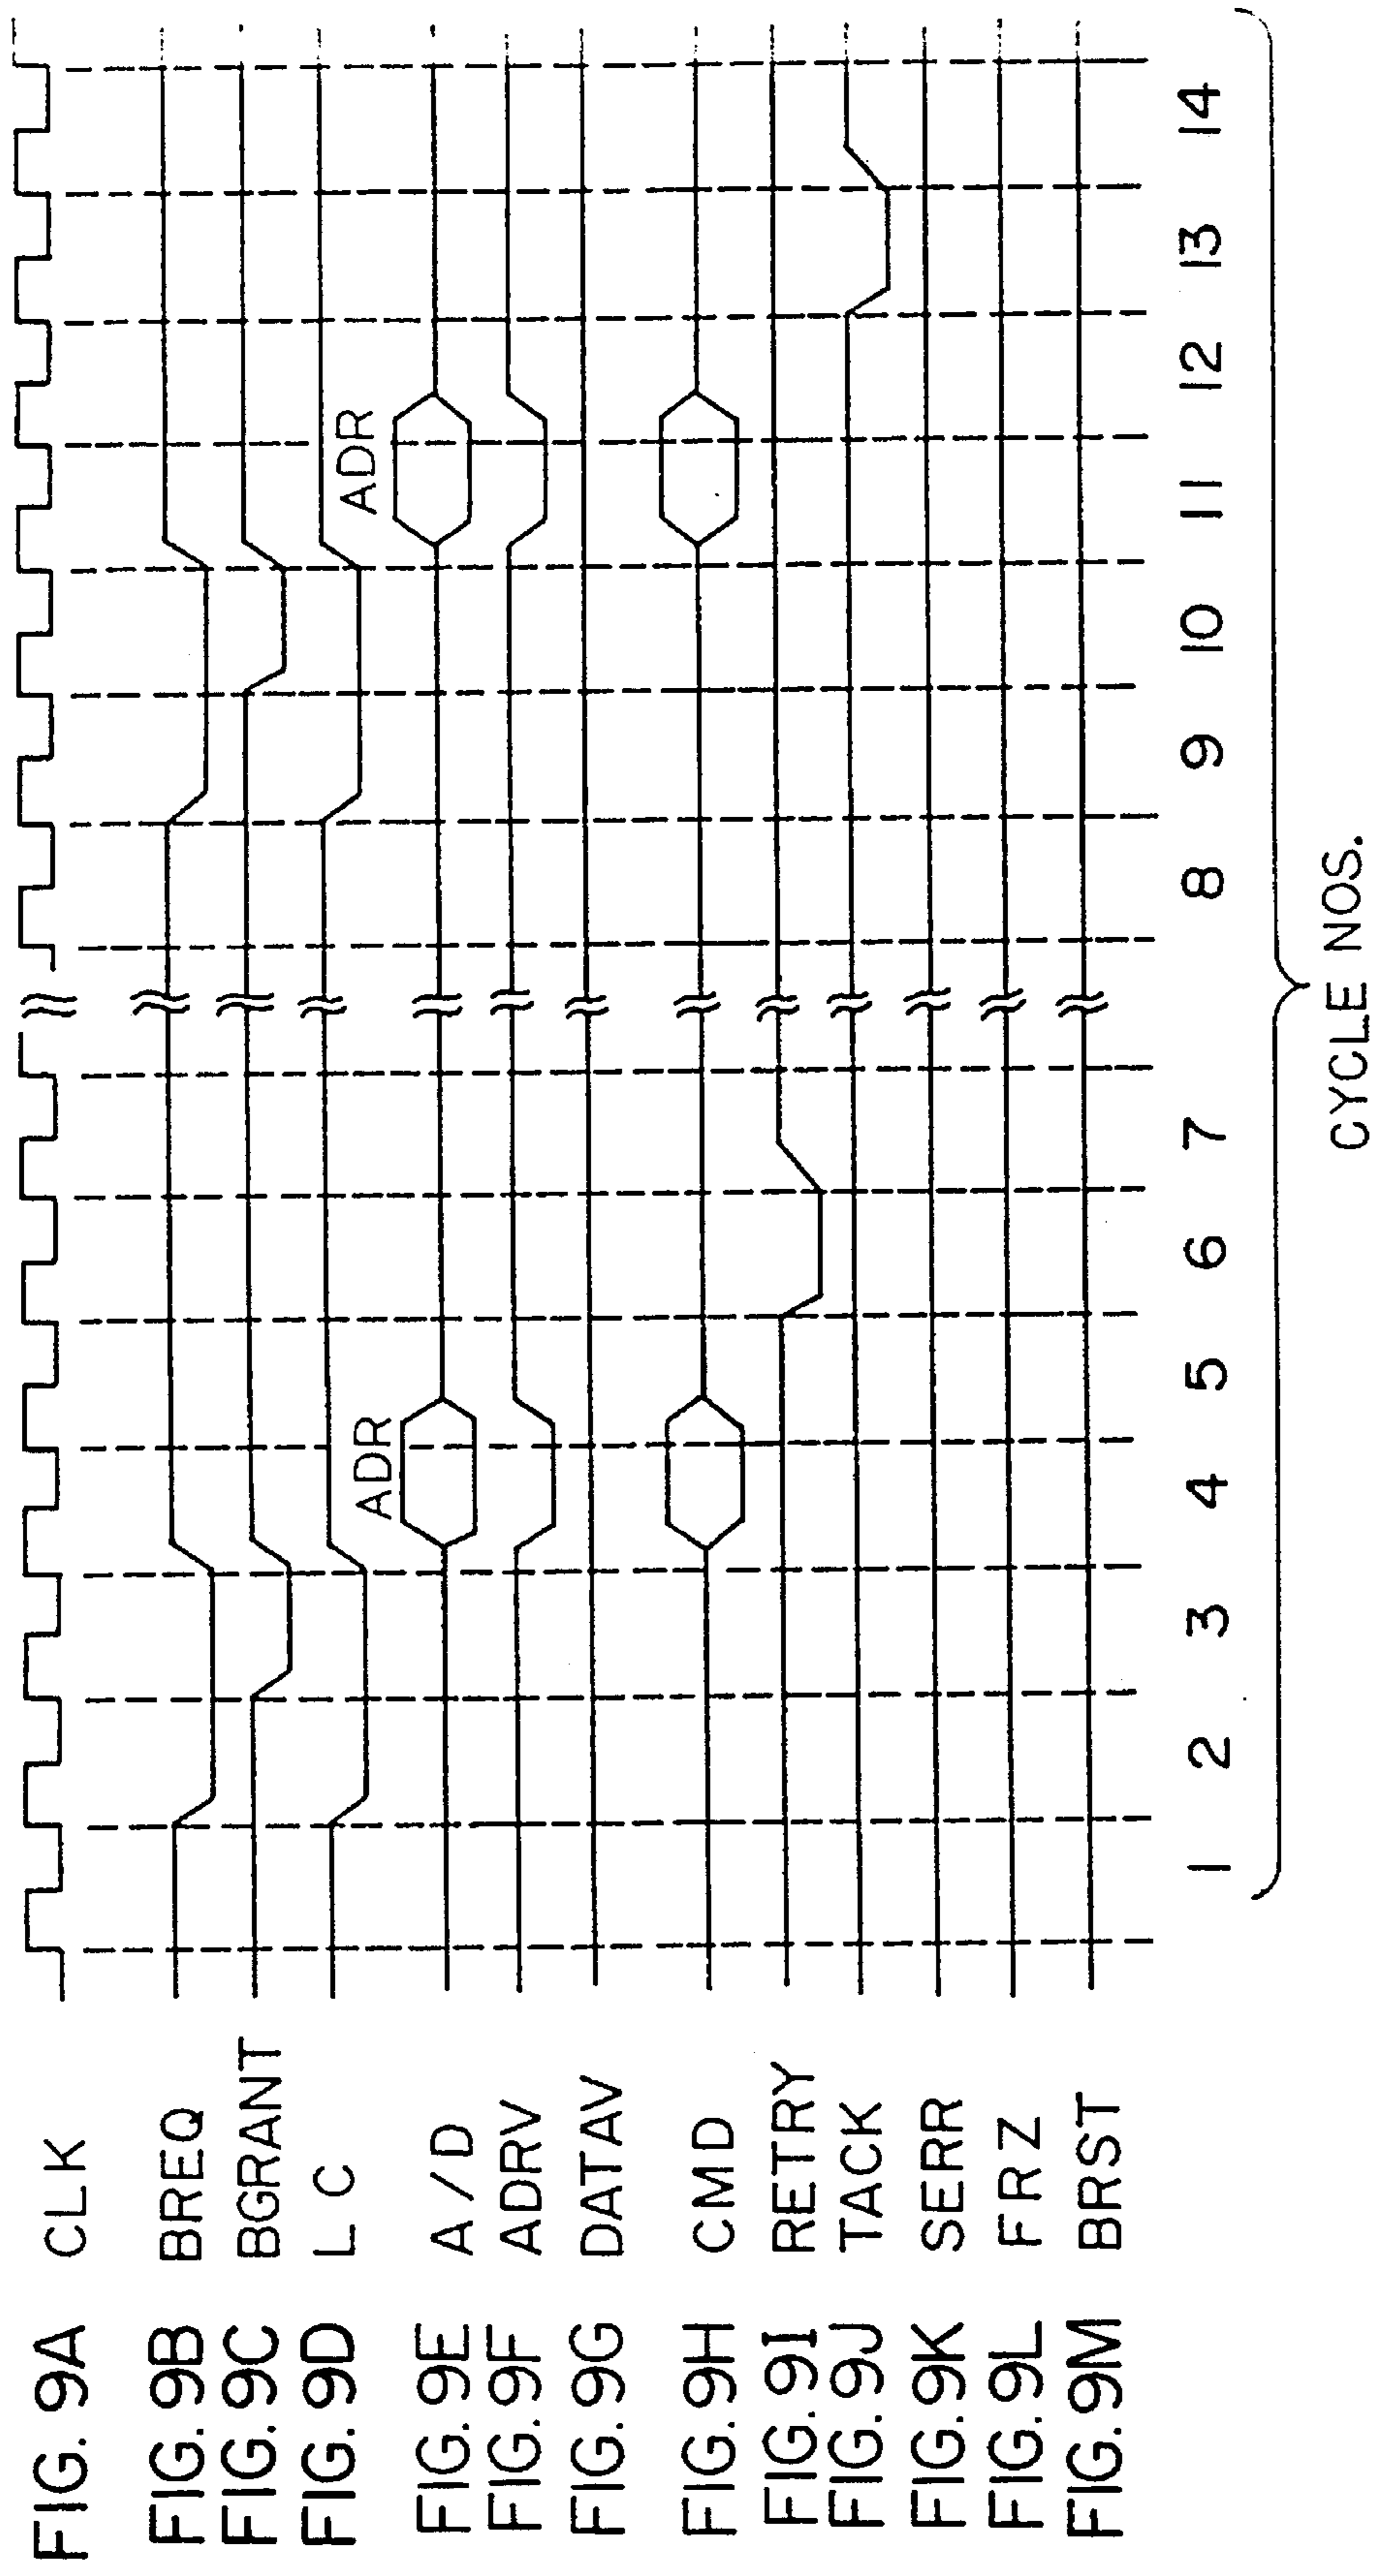 FIG. 9A CLK
FIG. 9B BREQ
FIG. 9C BGRANT
FIG. 9D LC
FIG. 9E A/D ADR ADR
FIG. 9F ADRV
FIG. 9G DATAV
FIG. 9H CMD
FIG. 9I RETRY
FIG. 9J TACK
FIG. 9K SERR
FIG. 9L FRZ
FIG. 9M BRST
1 2 3 4 5 6 7 8 9 10 11 12 13 14
CYCLE NOS.